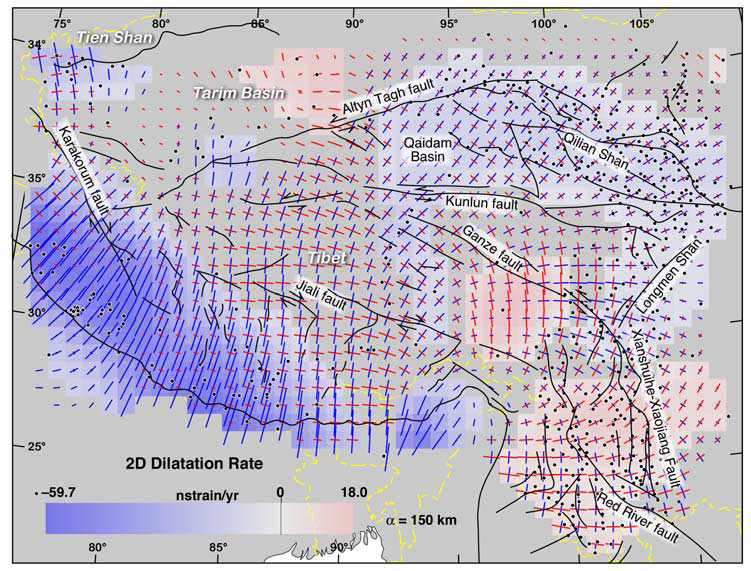 75° 80° 85° 90° 95° 100° 105°
34°
Tien Shan
Tarim Basin
Altyn Tagh fault
Karakorum fault
Qaidam
Basin
Qilian Shan
35°
Kunlun fault
Ganze fault
Tibet
Longmen Shan
Jiali fault
30°
Xianshuihe-Xiaojiang Fault
25°
2D Dilatation Rate
−59.7 nstrain/yr 0 18.0
α = 150 km
Red River fault
80° 85° 90°